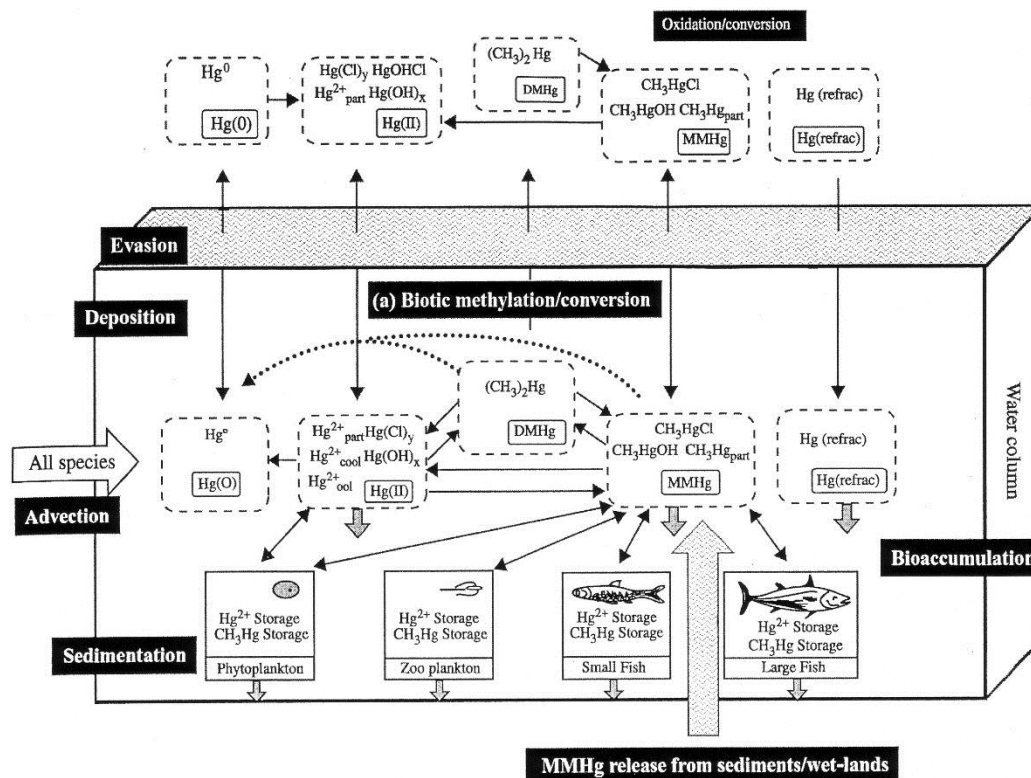 Oxidation/conversion
Hg⁰
Hg(0)
Hg(Cl)y HgOHCl
Hg²⁺part Hg(OH)x
Hg(II)
(CH₃)₂ Hg
DMHg
CH₃HgCl
CH₃HgOH CH₃Hgpart
MMHg
Hg (refrac)
Hg(refrac)
Evasion
Deposition
(a) Biotic methylation/conversion
Water column
All species
Advection
Hg°
Hg(O)
Hg²⁺partHg(Cl)y
Hg²⁺cool Hg(OH)x
Hg²⁺ool
Hg(II)
(CH₃)₂Hg
DMHg
CH₃HgCl
CH₃HgOH CH₃Hgpart
MMHg
Hg (refrac)
Hg(refrac)
Bioaccumulation
Sedimentation
Hg²⁺ Storage
CH₃Hg Storage
Phytoplankton
Hg²⁺ Storage
CH₃Hg Storage
Zoo plankton
Hg²⁺ Storage
CH₃Hg Storage
Small Fish
Hg²⁺ Storage
CH₃Hg Storage
Large Fish
MMHg release from sediments/wet-lands